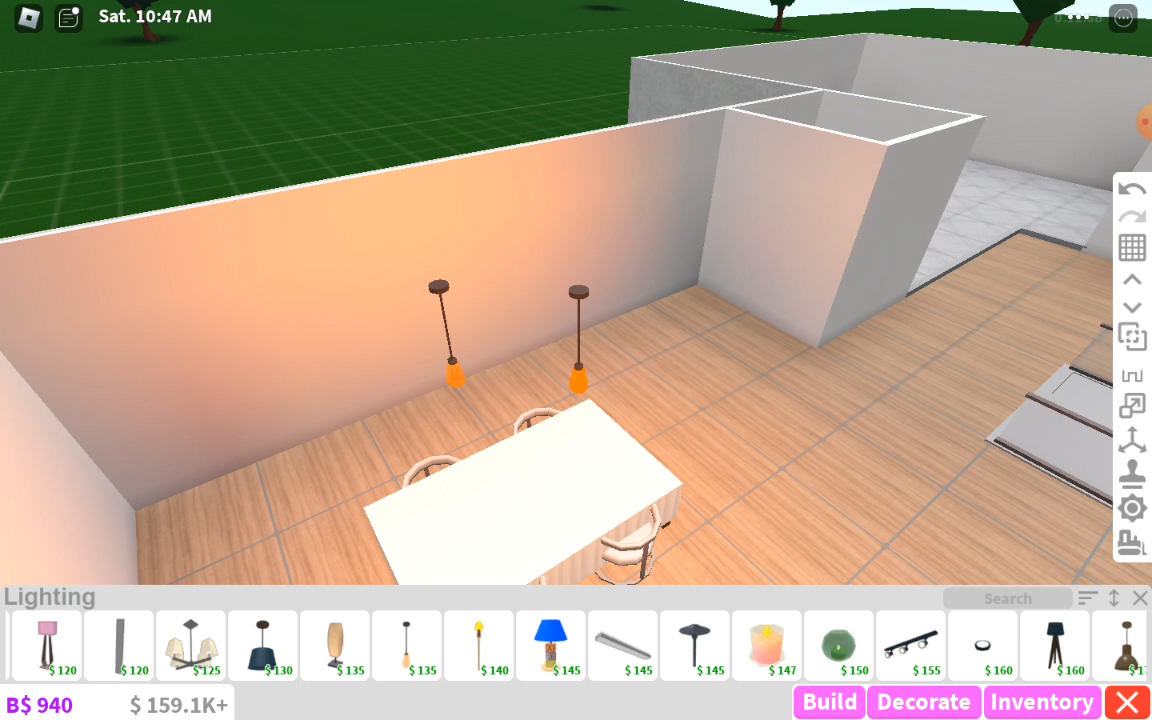 Sat. 10:47 AM
Lighting
Search
$120
$120
$125
$130
$135
$135
$140
$145
$145
$145
$147
$150
$155
$160
$160
B$ 940
$ 159.1K+
Build
Decorate
Inventory